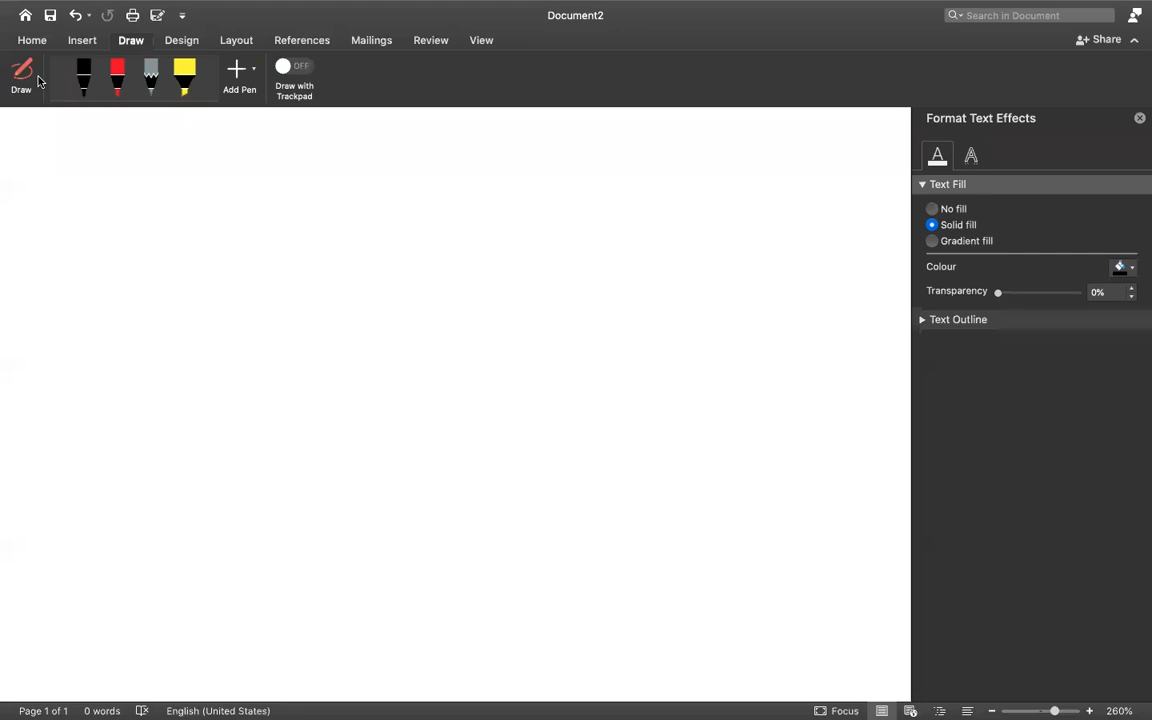 Document2
Search in Document
Home Insert Draw Design Layout References Mailings Review View
Share
Draw
Add Pen
OFF
Draw with
Trackpad
Format Text Effects
A A
Text Fill
No fill
Solid fill
Gradient fill
Colour
Transparency 0%
Text Outline
Page 1 of 1 0 words English (United States) Focus 260%